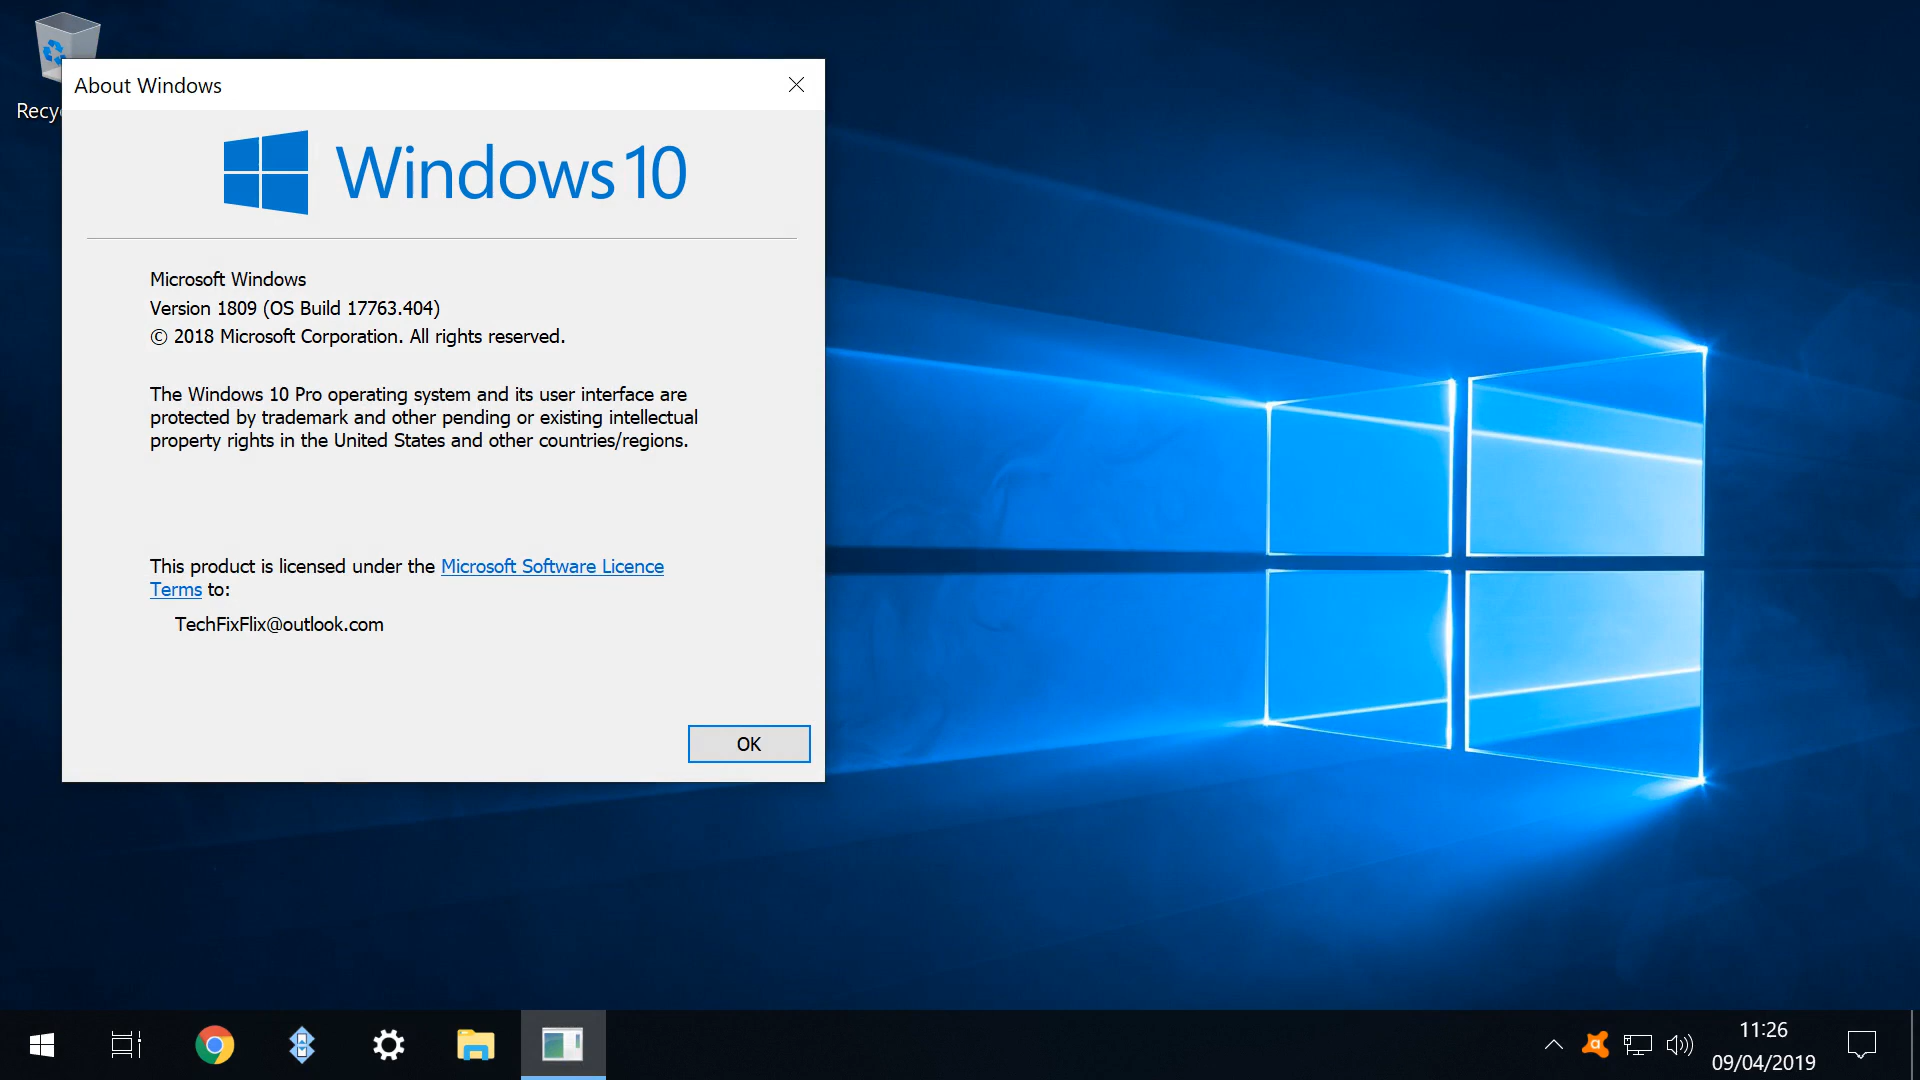 Recy
About Windows
Windows 10
Microsoft Windows
Version 1809 (OS Build 17763.404)
© 2018 Microsoft Corporation. All rights reserved.
The Windows 10 Pro operating system and its user interface are
protected by trademark and other pending or existing intellectual
property rights in the United States and other countries/regions.
This product is licensed under the Microsoft Software Licence
Terms to:
TechFixFlix@outlook.com
OK
11:26
09/04/2019